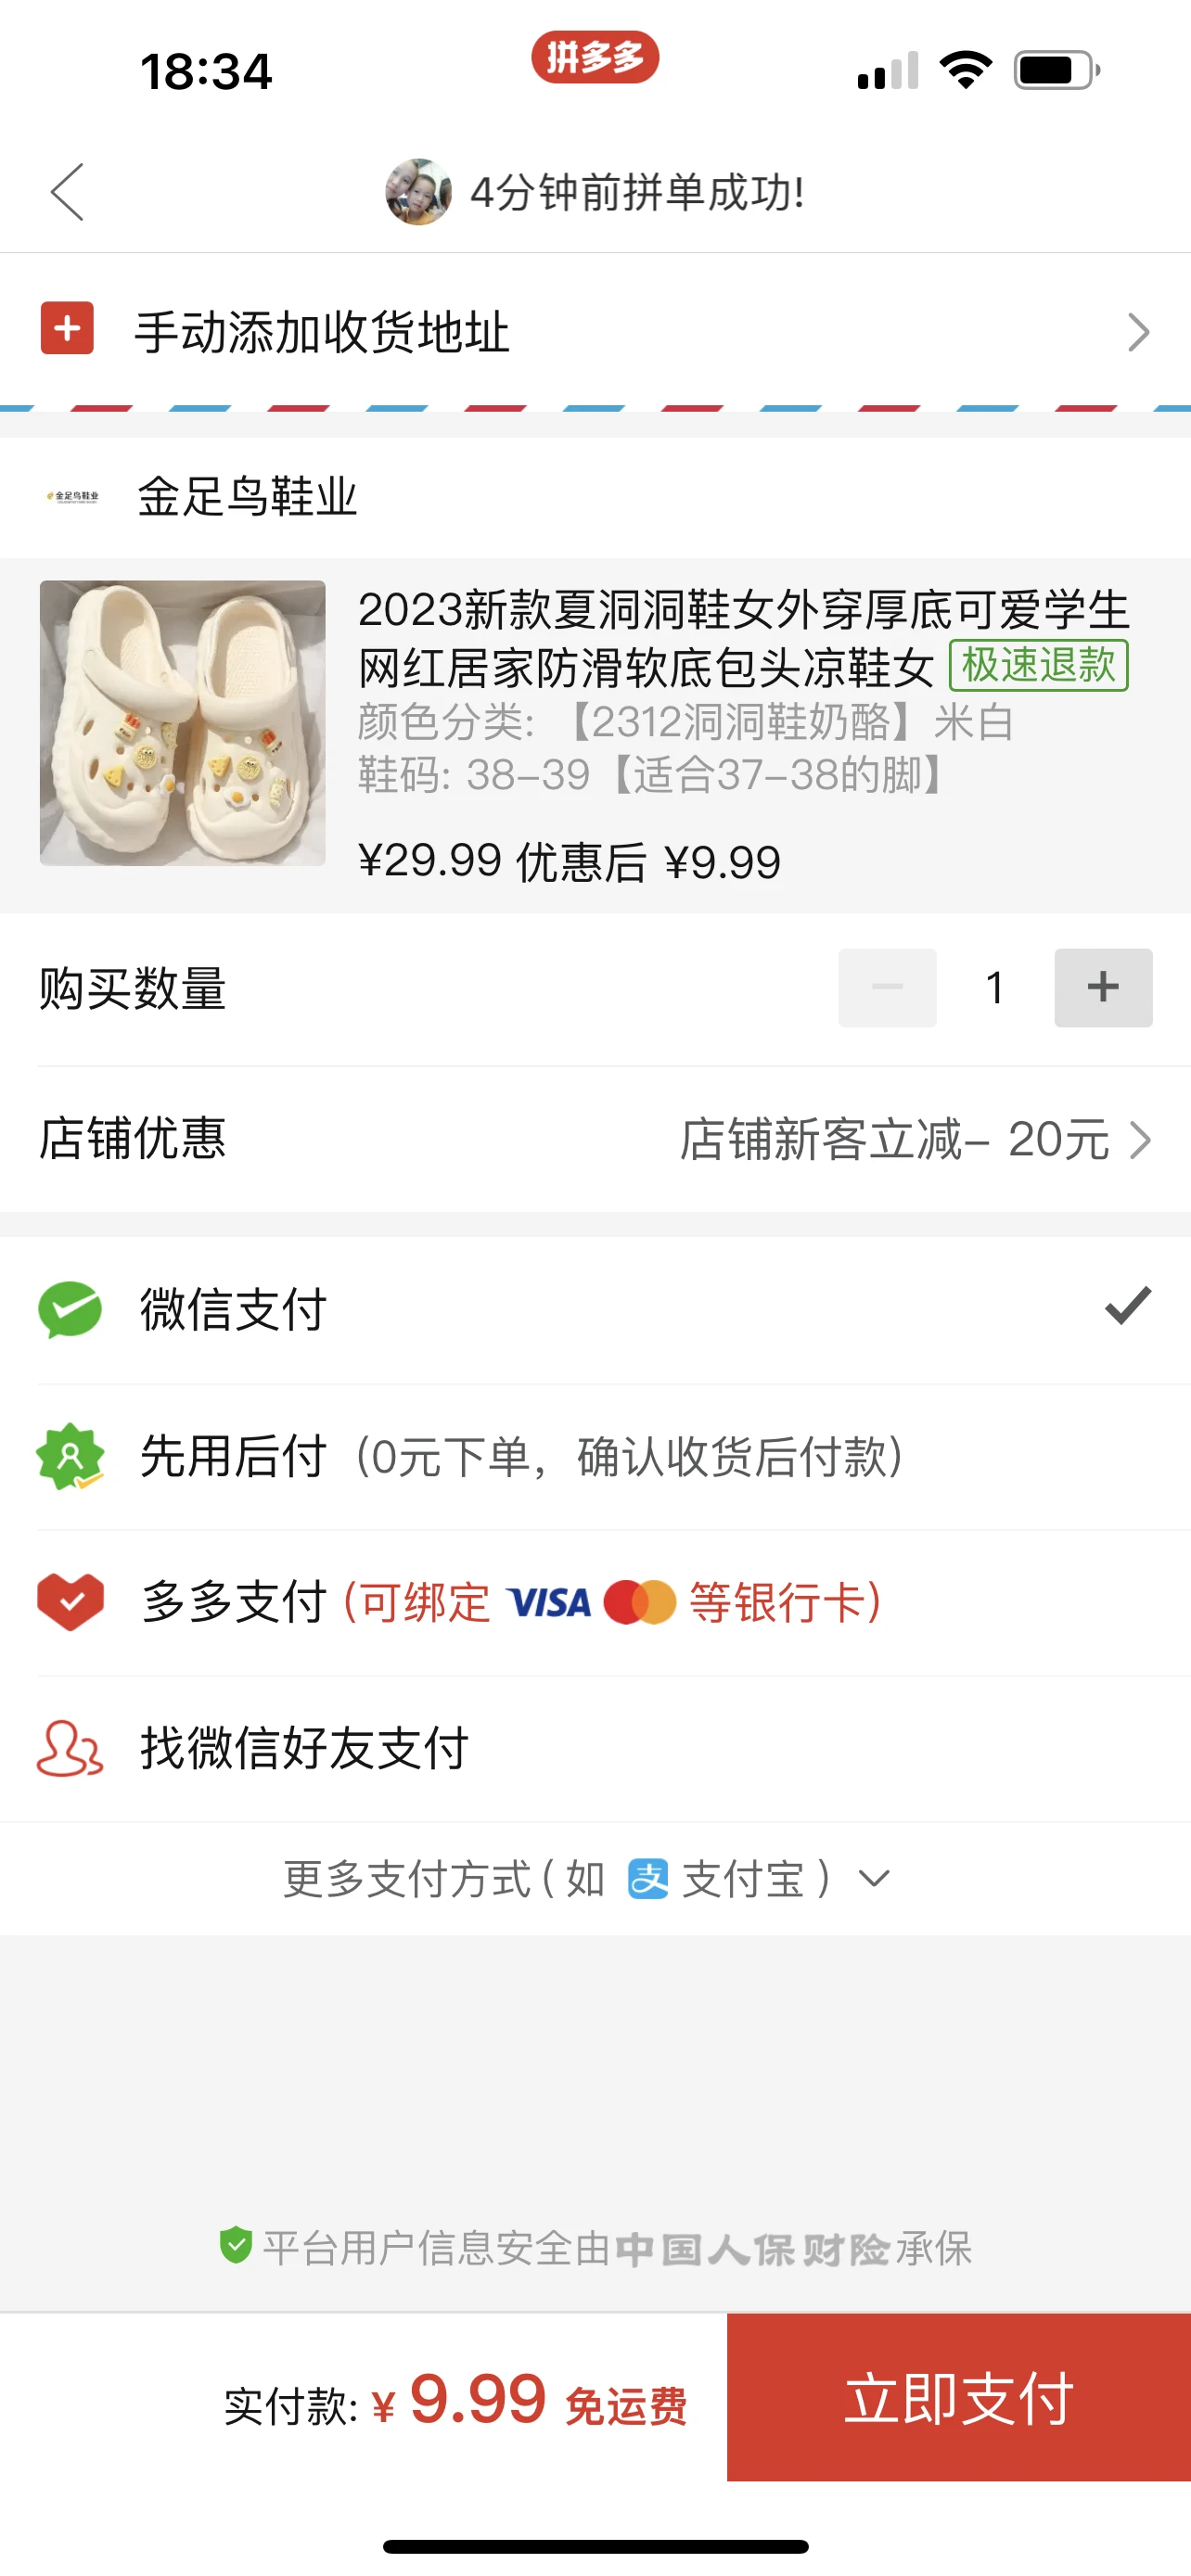 18:34
拼多多
4分钟前拼单成功!
手动添加收货地址
金足鸟鞋业
金足鸟鞋业
2023新款夏洞洞鞋女外穿厚底可爱学生
网红居家防滑软底包头凉鞋女 极速退款
颜色分类: 【2312洞洞鞋奶酪】米白
鞋码: 38-39【适合37-38的脚】
¥29.99 优惠后 ¥9.99
购买数量
1
店铺优惠
店铺新客立减- 20元
微信支付
先用后付 (0元下单，确认收货后付款)
多多支付 (可绑定 VISA 等银行卡)
找微信好友支付
更多支付方式 ( 如 支 支付宝 )
平台用户信息安全由中国人保财险承保
实付款: ¥ 9.99 免运费
立即支付